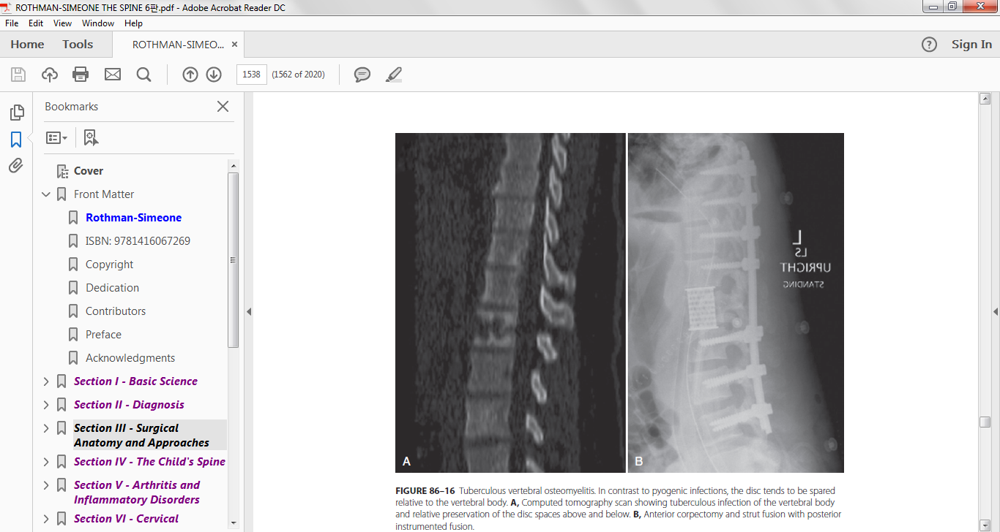 ROTHMAN-SIMEONE THE SPINE 6판.pdf - Adobe Acrobat Reader DC
File Edit View Window Help
Home Tools ROTHMAN-SIMEO... × ? Sign In
1538 (1562 of 2020)
Bookmarks
Cover
Front Matter
Rothman-Simeone
ISBN: 9781416067269
Copyright
Dedication
Contributors
Preface
Acknowledgments
Section I - Basic Science
Section II - Diagnosis
Section III - Surgical
Anatomy and Approaches
Section IV - The Child's Spine
Section V - Arthritis and
Inflammatory Disorders
Section VI - Cervical
L
LS
UPRIGHT
STANDING
A
B
FIGURE 86–16 Tuberculous vertebral osteomyelitis. In contrast to pyogenic infections, the disc tends to be spared
relative to the vertebral body. A, Computed tomography scan showing tuberculous infection of the vertebral body
and relative preservation of the disc spaces above and below. B, Anterior corpectomy and strut fusion with posterior
instrumented fusion.